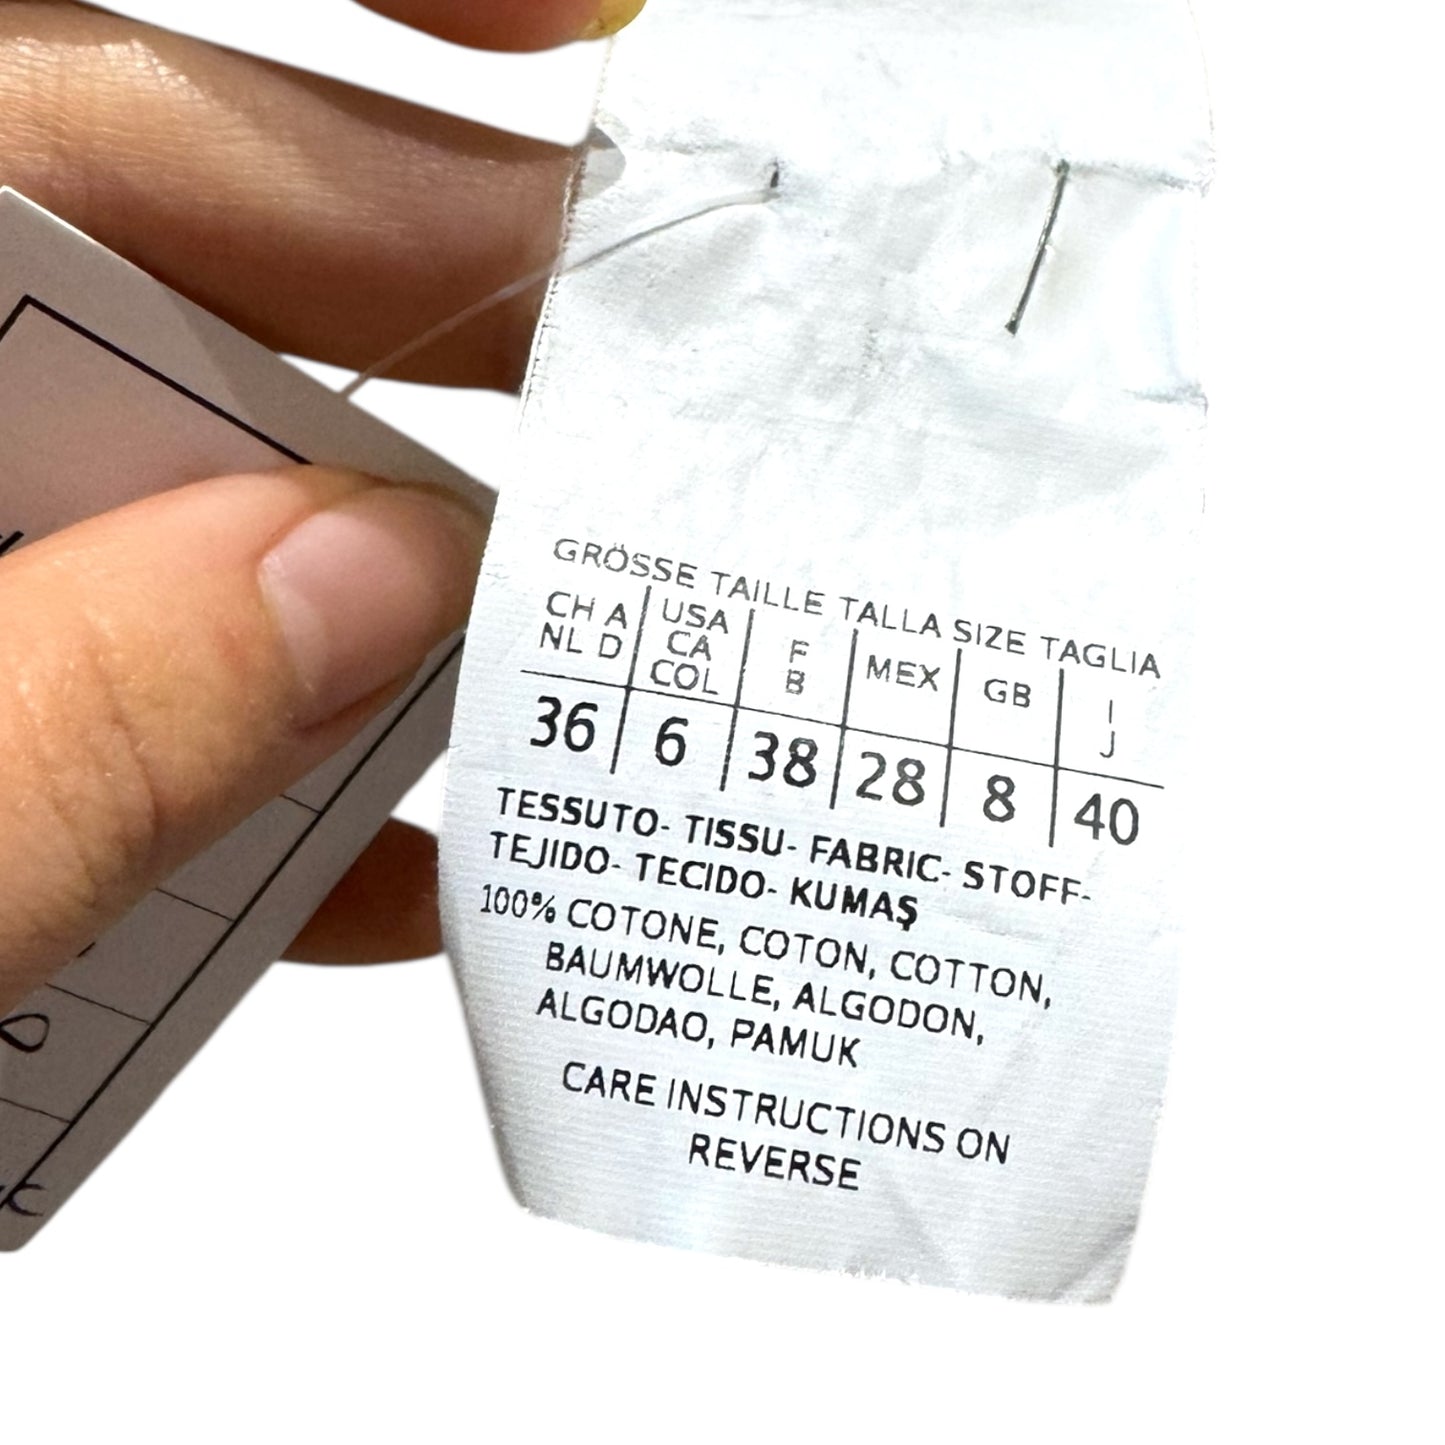 GRÖSSE TAILLE TALLA SIZE TAGLIA
CH A NL D | USA CA COL | F B | MEX | GB | I J
36 | 6 | 38 | 28 | 8 | 40
TESSUTO- TISSU- FABRIC- STOFF-
TEJIDO- TECIDO- KUMAŞ
100% COTONE, COTON, COTTON,
BAUMWOLLE, ALGODON,
ALGODAO, PAMUK
CARE INSTRUCTIONS ON
REVERSE